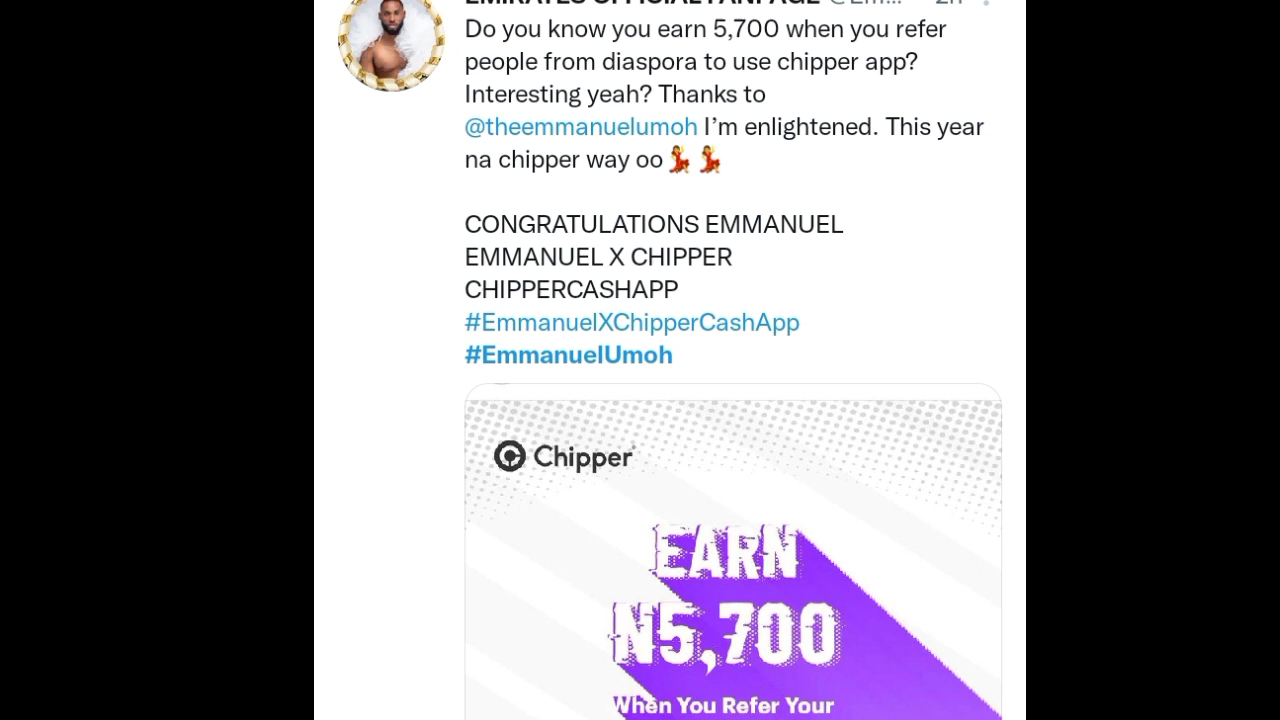 Do you know you earn 5,700 when you refer
people from diaspora to use chipper app?
Interesting yeah? Thanks to
@theemmanuelumoh I’m enlightened. This year
na chipper way oo💃💃
CONGRATULATIONS EMMANUEL
EMMANUEL X CHIPPER
CHIPPERCASHAPP
#EmmanuelXChipperCashApp
#EmmanuelUmoh
Chipper
EARN
N5,700
When You Refer Your